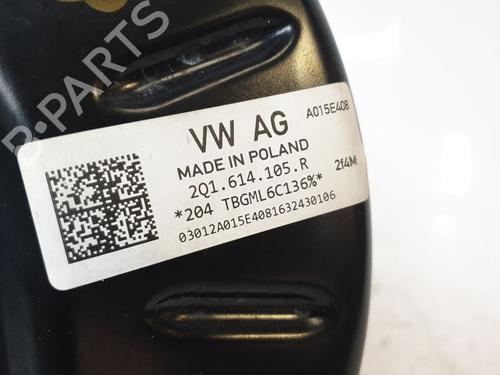 B-PARTS
A015E408
VW AG
MADE IN POLAND
2Q1.614.105.R
2f4M
*204 TBGML6C136%*
03012A015E4081632430106